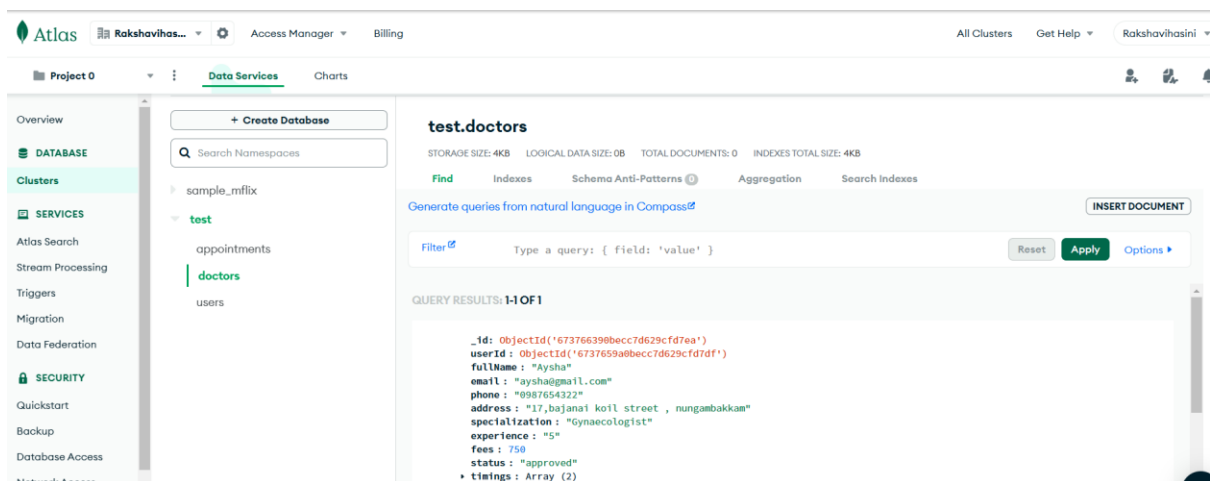 Atlas Rakshavihas... Access Manager Billing All Clusters Get Help Rakshavihasini
Project 0 Data Services Charts
Overview
DATABASE
Clusters
SERVICES
Atlas Search
Stream Processing
Triggers
Migration
Data Federation
SECURITY
Quickstart
Backup
Database Access
+ Create Database
Search Namespaces
sample_mflix
test
appointments
doctors
users
test.doctors
STORAGE SIZE: 4KB LOGICAL DATA SIZE: 0B TOTAL DOCUMENTS: 0 INDEXES TOTAL SIZE: 4KB
Find Indexes Schema Anti-Patterns 0 Aggregation Search Indexes
Generate queries from natural language in Compass
INSERT DOCUMENT
Filter Type a query: { field: 'value' } Reset Apply Options
QUERY RESULTS: 1-1 OF 1
_id: ObjectId('673766390becc7d629cfd7ea')
userId : ObjectId('6737659a0becc7d629cfd7df')
fullName : "Aysha"
email : "aysha@gmail.com"
phone : "0987654322"
address : "17,bajanai koil street , nungambakkam"
specialization : "Gynaecologist"
experience : "5"
fees : 750
status : "approved"
timings : Array (2)